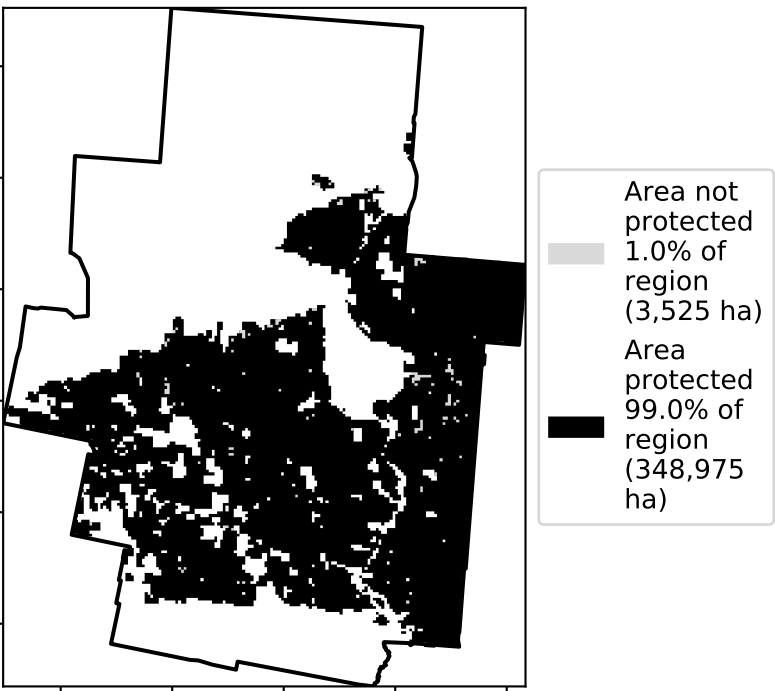 Area not
protected
1.0% of
region
(3,525 ha)
Area
protected
99.0% of
region
(348,975
ha)